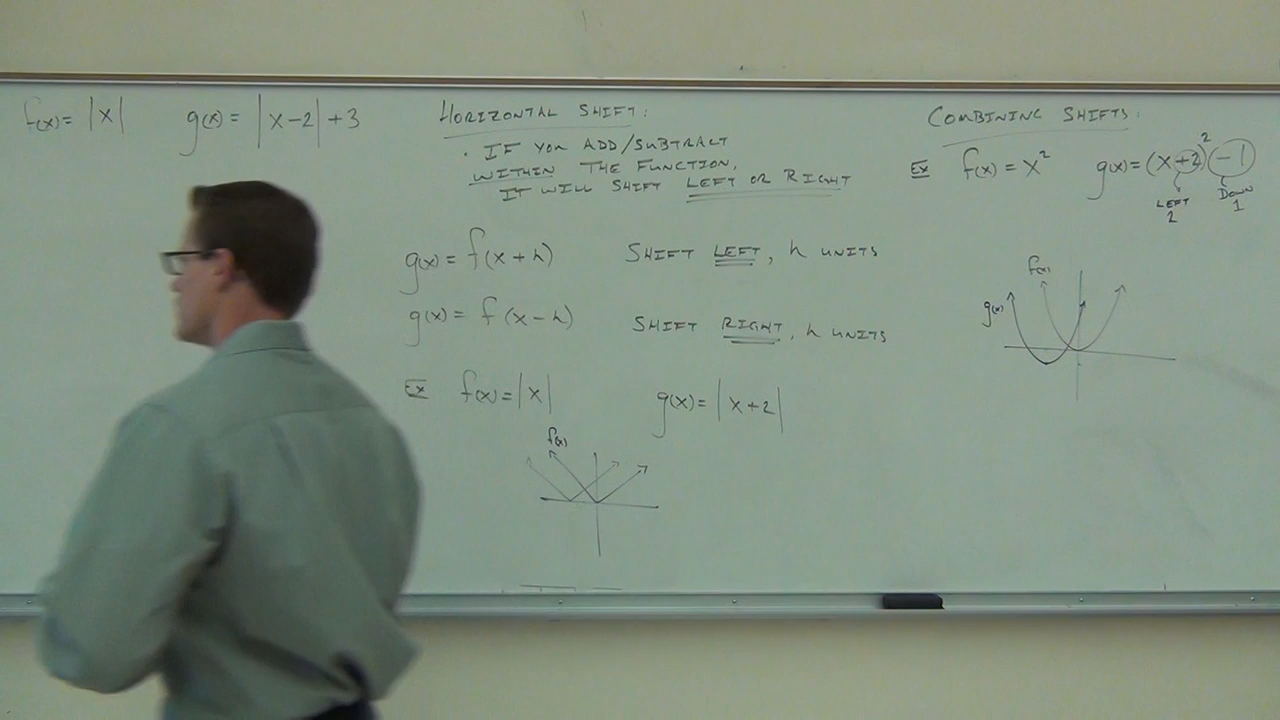 f(x) = |x|   g(x) = |x-2| + 3
HORIZONTAL SHIFT:
· IF YOU ADD/SUBTRACT
WITHIN THE FUNCTION,
IT WILL SHIFT LEFT OR RIGHT
g(x) = f(x+h)   SHIFT LEFT, h UNITS
g(x) = f(x-h)   SHIFT RIGHT, h UNITS
Ex f(x) = |x|   g(x) = |x+2|
f(x)
COMBINING SHIFTS:
Ex f(x) = x²   g(x) = (x+2)² -1
LEFT 2   DOWN 1
f(x)
g(x)